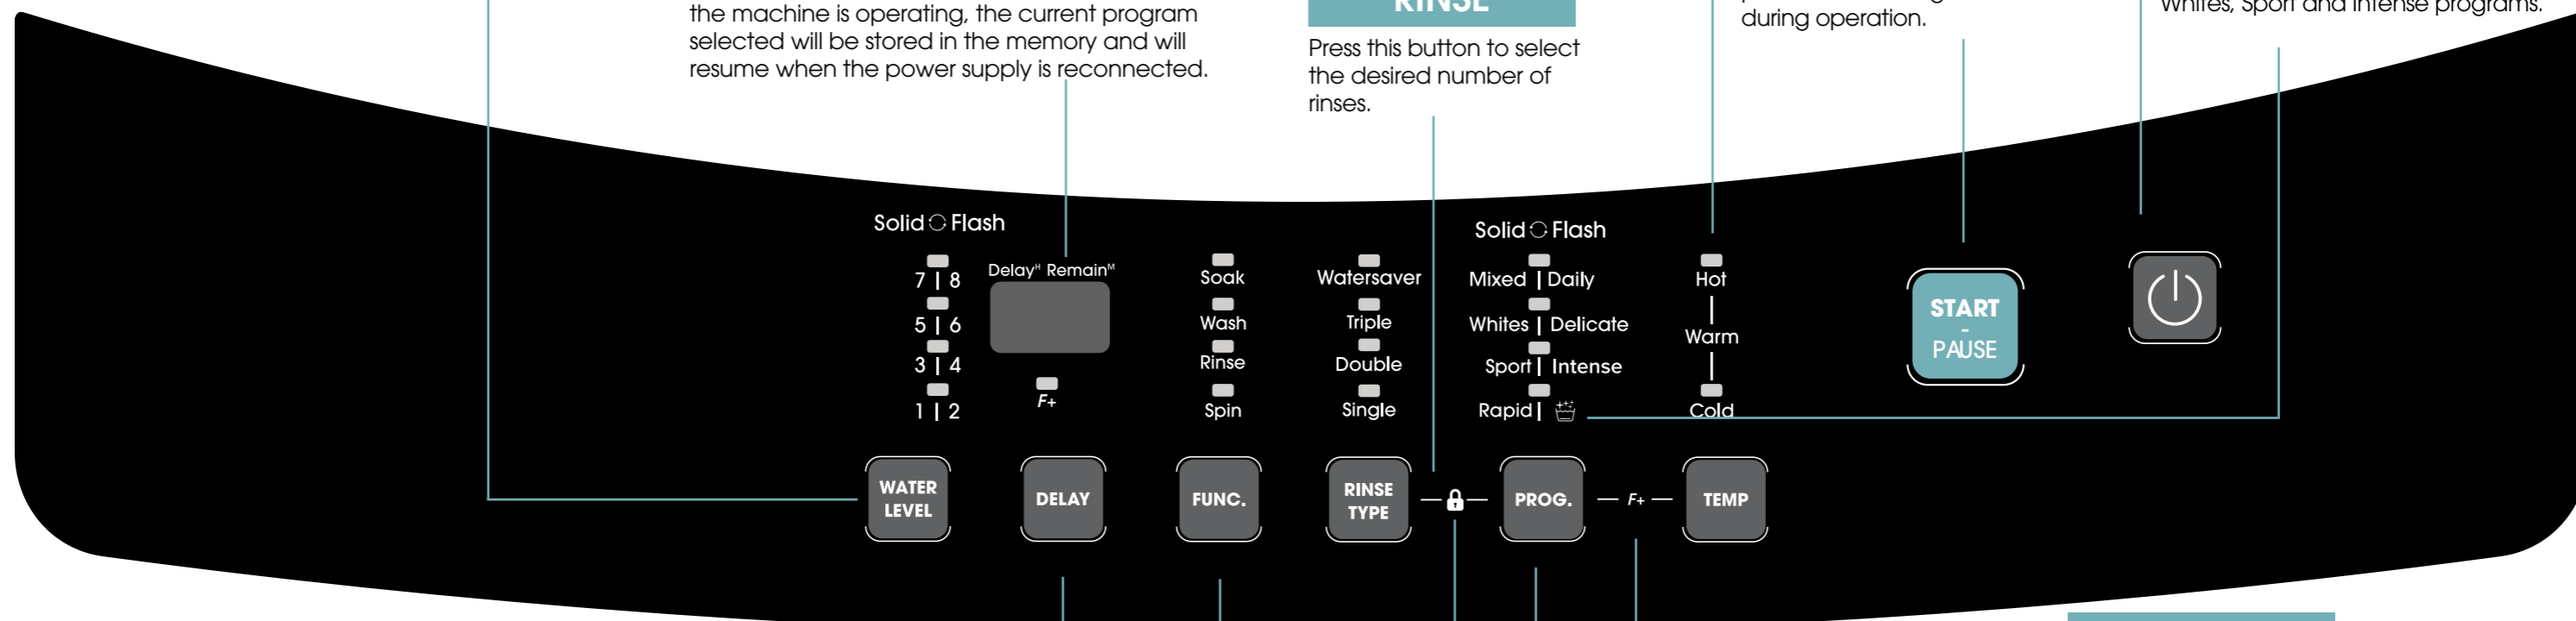 the machine is operating, the current program
selected will be stored in the memory and will
resume when the power supply is reconnected.
RINSE
Press this button to select
the desired number of
rinses.
during operation.
Whites, Sport and Intense programs.
Solid Flash
7 | 8
5 | 6
3 | 4
1 | 2
Delayᴴ Remainᴹ
F+
Soak
Wash
Rinse
Spin
Watersaver
Triple
Double
Single
Solid Flash
Mixed | Daily
Whites | Delicate
Sport | Intense
Rapid |
Hot
Warm
Cold
START
-
PAUSE
WATER
LEVEL
DELAY
FUNC.
RINSE
TYPE
PROG.
F+
TEMP